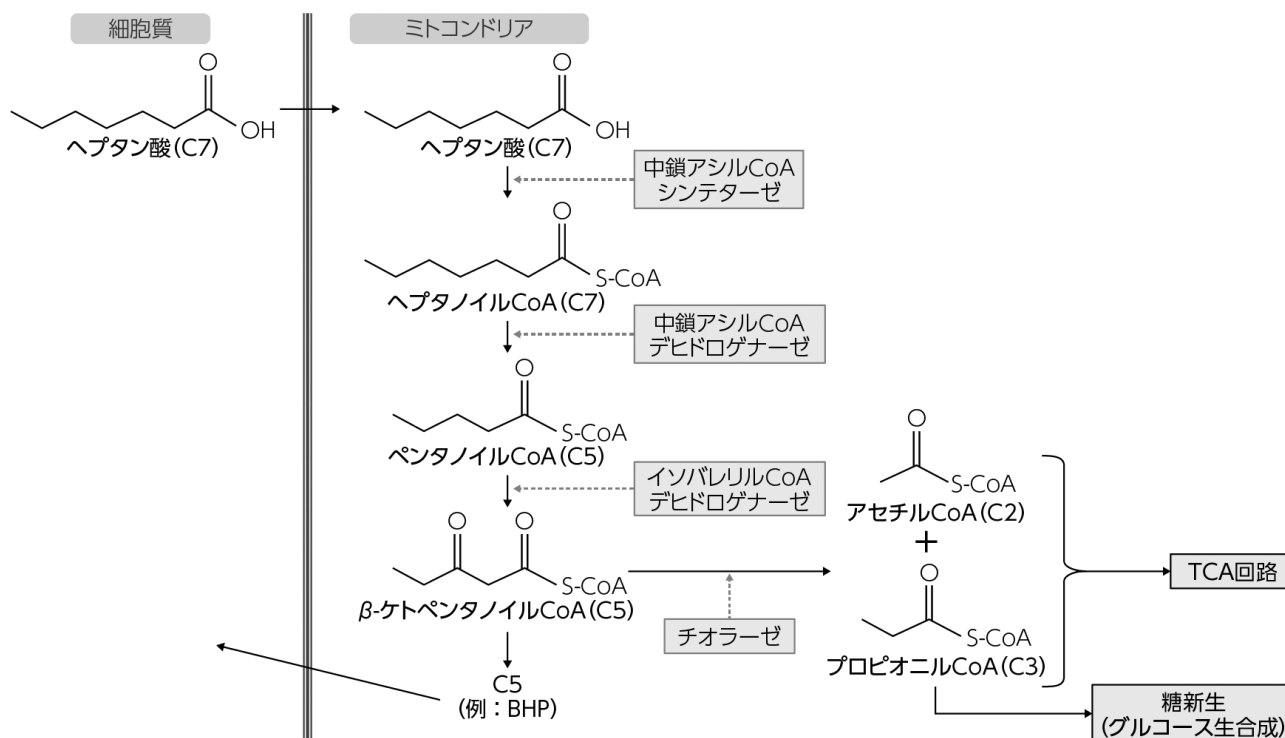 細胞質
ミトコンドリア
O
OH
ヘプタン酸(C7)
O
OH
ヘプタン酸(C7)
中鎖アシルCoA
シンテターゼ
O
S-CoA
ヘプタノイルCoA(C7)
中鎖アシルCoA
デヒドロゲナーゼ
O
S-CoA
ペンタノイルCoA(C5)
イソバレリルCoA
デヒドロゲナーゼ
O
O
S-CoA
β-ケトペンタノイルCoA(C5)
チオラーゼ
C5
(例：BHP)
O
S-CoA
アセチルCoA(C2)
+
O
S-CoA
プロピオニルCoA(C3)
TCA回路
糖新生
(グルコース生合成)